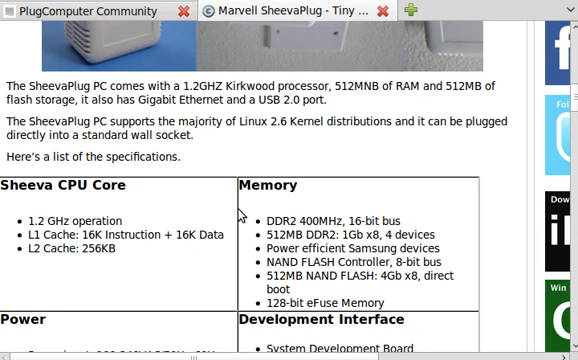 PlugComputer Community
Marvell SheevaPlug - Tiny ...
The SheevaPlug PC comes with a 1.2GHZ Kirkwood processor, 512MNB of RAM and 512MB of
flash storage, it also has Gigabit Ethernet and a USB 2.0 port.
The SheevaPlug PC supports the majority of Linux 2.6 Kernel distributions and it can be plugged
directly into a standard wall socket.
Here's a list of the specifications.
Sheeva CPU Core
• 1.2 GHz operation
• L1 Cache: 16K Instruction + 16K Data
• L2 Cache: 256KB
Memory
• DDR2 400MHz, 16-bit bus
• 512MB DDR2: 1Gb x8, 4 devices
• Power efficient Samsung devices
• NAND FLASH Controller, 8-bit bus
• 512MB NAND FLASH: 4Gb x8, direct
boot
• 128-bit eFuse Memory
Power
Development Interface
• System Development Board
Fol
Dow
Win